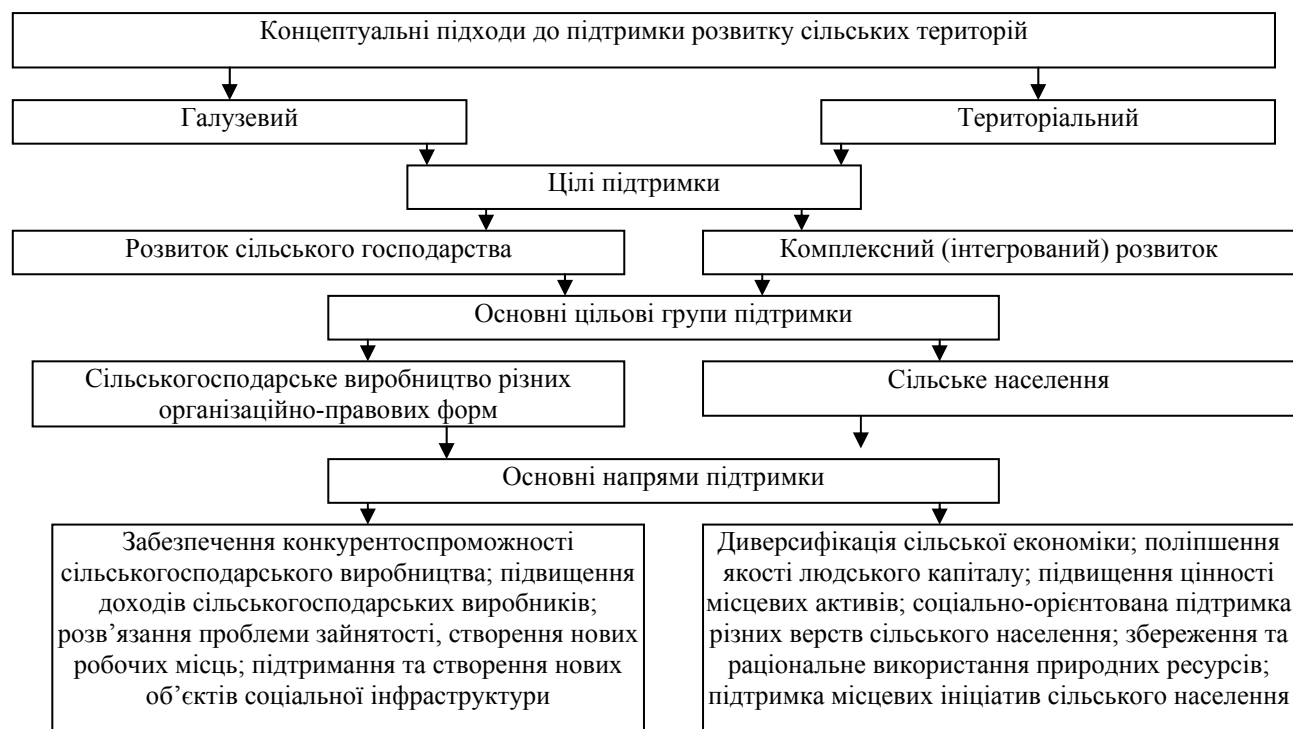 Концептуальні підходи до підтримки розвитку сільських територій
Галузевий
Територіальний
Цілі підтримки
Розвиток сільського господарства
Комплексний (інтегрований) розвиток
Основні цільові групи підтримки
Сільськогосподарське виробництво різних
організаційно-правових форм
Сільське населення
Основні напрями підтримки
Забезпечення конкурентоспроможності
сільськогосподарського виробництва; підвищення
доходів сільськогосподарських виробників;
розв’язання проблеми зайнятості, створення нових
робочих місць; підтримання та створення нових
об’єктів соціальної інфраструктури
Диверсифікація сільської економіки; поліпшення
якості людського капіталу; підвищення цінності
місцевих активів; соціально-орієнтована підтримка
різних верств сільського населення; збереження та
раціональне використання природних ресурсів;
підтримка місцевих ініціатив сільського населення